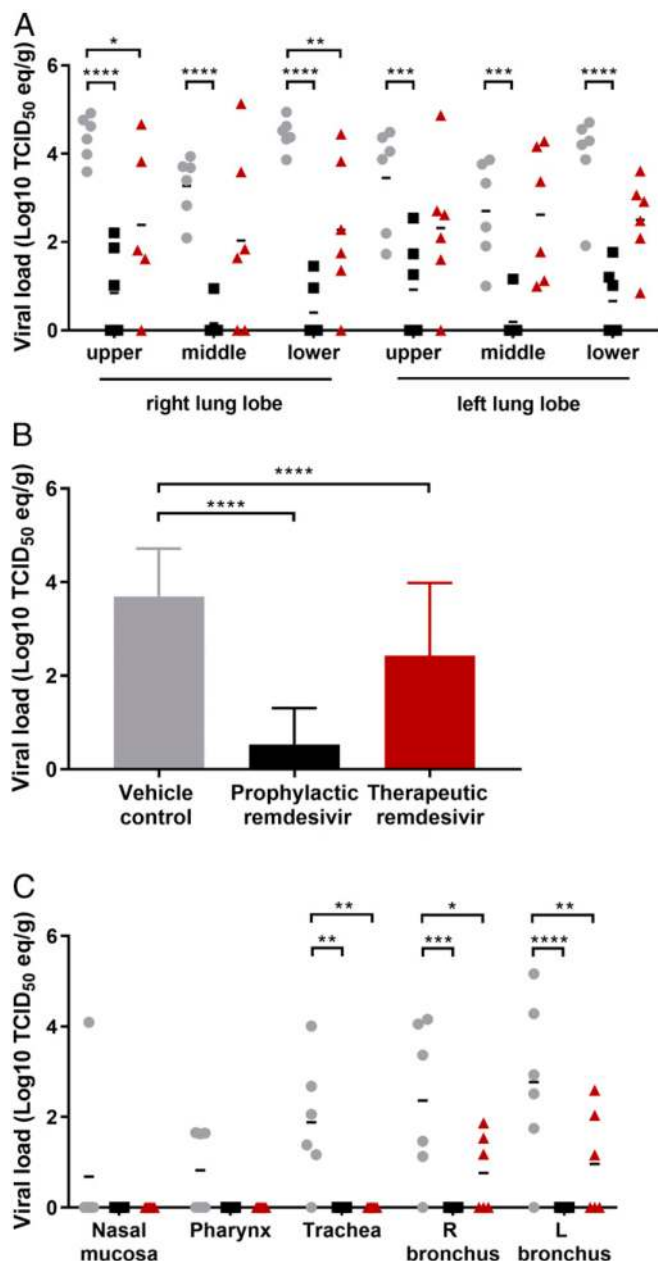 A
Viral load (Log10 TCID50 eq/g)
6
4
2
0
* ** 
**** **** **** *** *** ****
upper middle lower upper middle lower
right lung lobe left lung lobe
B
Viral load (Log10 TCID50 eq/g)
6
4
2
0
****
****
Vehicle control
Prophylactic remdesivir
Therapeutic remdesivir
C
Viral load (Log10 TCID50 eq/g)
6
4
2
0
** * **
** *** ****
Nasal mucosa
Pharynx
Trachea
R bronchus
L bronchus